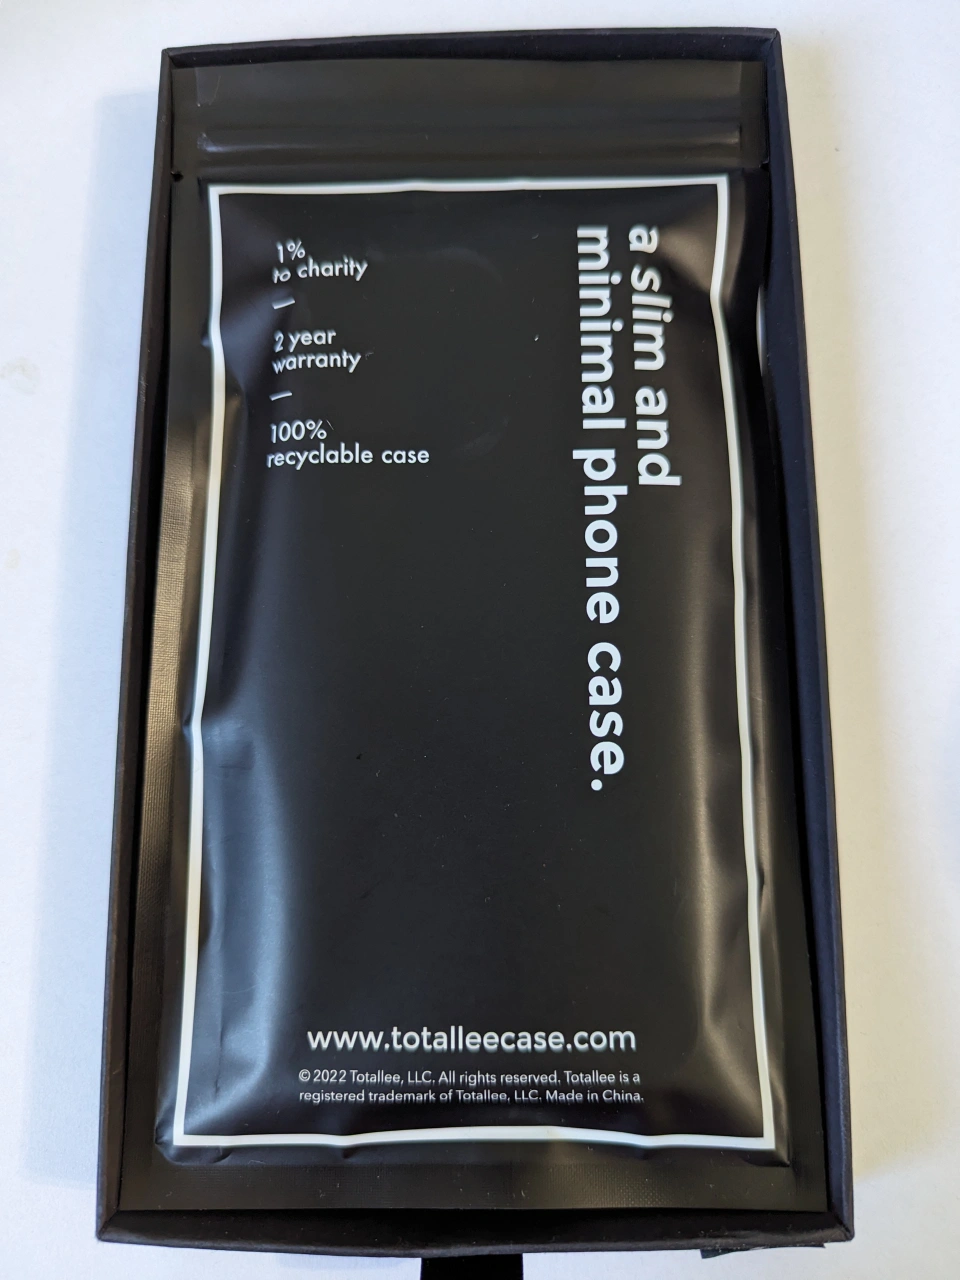 1%
to charity
—
2 year
warranty
—
100%
recyclable case
a slim and
minimal phone case.
www.totalleecase.com
© 2022 Totallee, LLC. All rights reserved. Totallee is a
registered trademark of Totallee, LLC. Made in China.